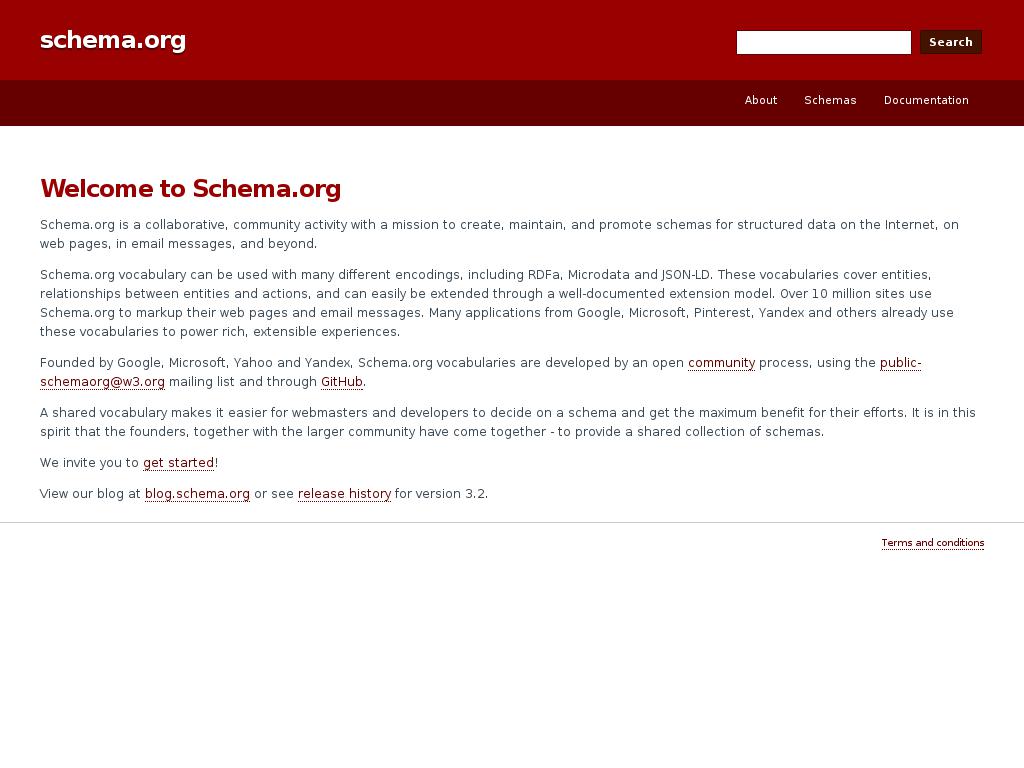 schema.org
Search
About Schemas Documentation
Welcome to Schema.org
Schema.org is a collaborative, community activity with a mission to create, maintain, and promote schemas for structured data on the Internet, on
web pages, in email messages, and beyond.
Schema.org vocabulary can be used with many different encodings, including RDFa, Microdata and JSON-LD. These vocabularies cover entities,
relationships between entities and actions, and can easily be extended through a well-documented extension model. Over 10 million sites use
Schema.org to markup their web pages and email messages. Many applications from Google, Microsoft, Pinterest, Yandex and others already use
these vocabularies to power rich, extensible experiences.
Founded by Google, Microsoft, Yahoo and Yandex, Schema.org vocabularies are developed by an open community process, using the public-
schemaorg@w3.org mailing list and through GitHub.
A shared vocabulary makes it easier for webmasters and developers to decide on a schema and get the maximum benefit for their efforts. It is in this
spirit that the founders, together with the larger community have come together - to provide a shared collection of schemas.
We invite you to get started!
View our blog at blog.schema.org or see release history for version 3.2.
Terms and conditions